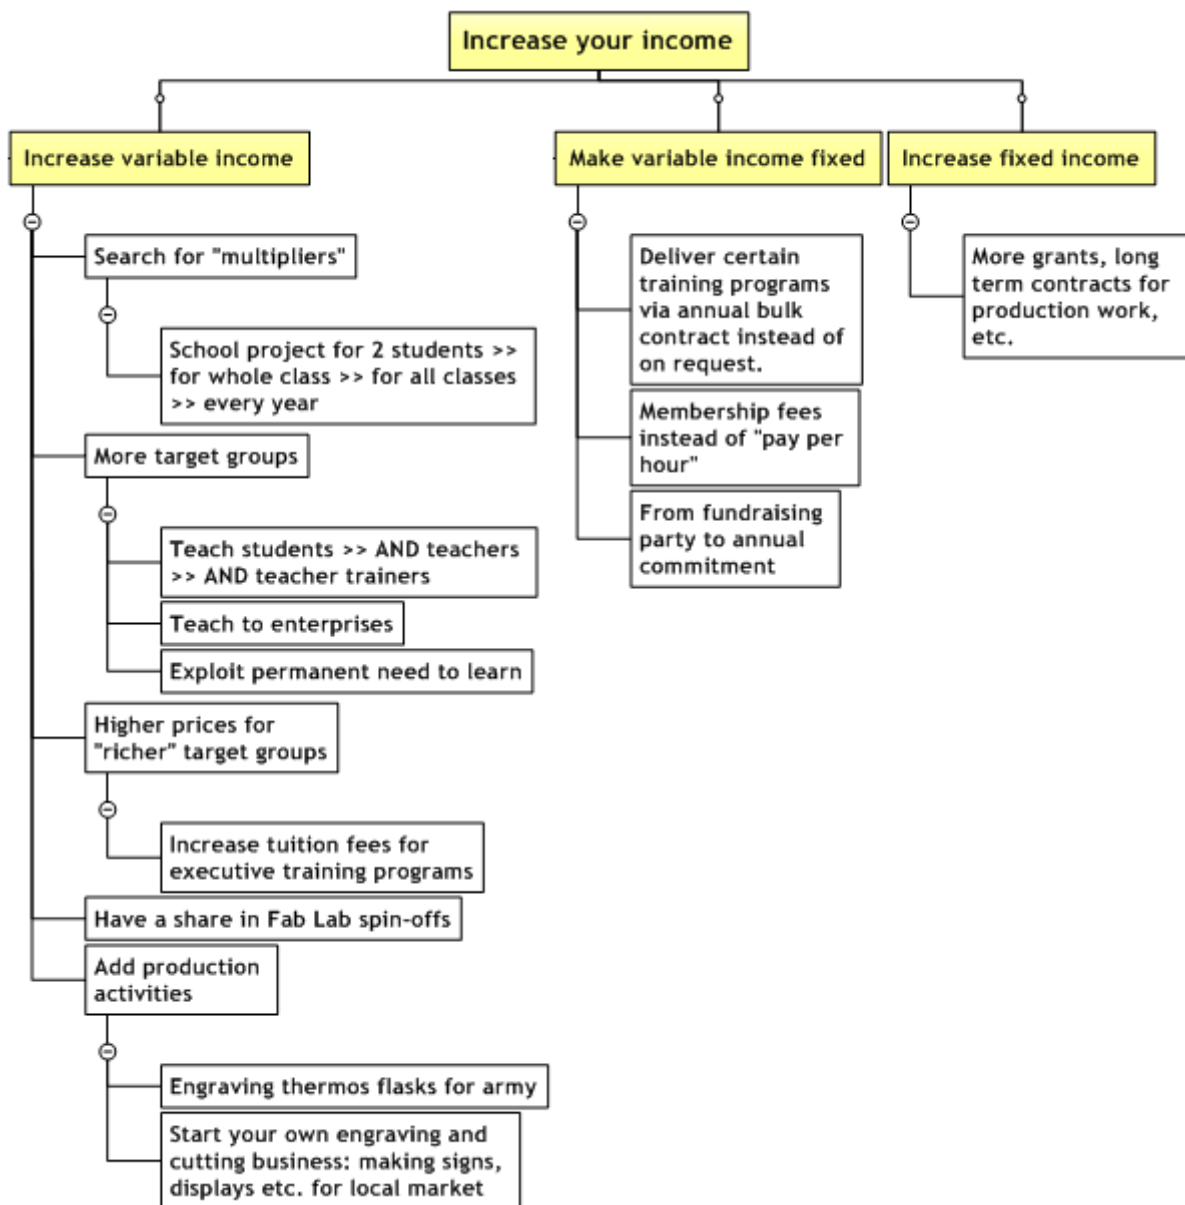 Increase your income
Increase variable income
Make variable income fixed
Increase fixed income
Search for "multipliers"
School project for 2 students >>
for whole class >> for all classes
>> every year
More target groups
Teach students >> AND teachers
>> AND teacher trainers
Teach to enterprises
Exploit permanent need to learn
Higher prices for
"richer" target groups
Increase tuition fees for
executive training programs
Have a share in Fab Lab spin-offs
Add production
activities
Engraving thermos flasks for army
Start your own engraving and
cutting business: making signs,
displays etc. for local market
Deliver certain
training programs
via annual bulk
contract instead of
on request.
Membership fees
instead of "pay per
hour"
From fundraising
party to annual
commitment
More grants, long
term contracts for
production work,
etc.